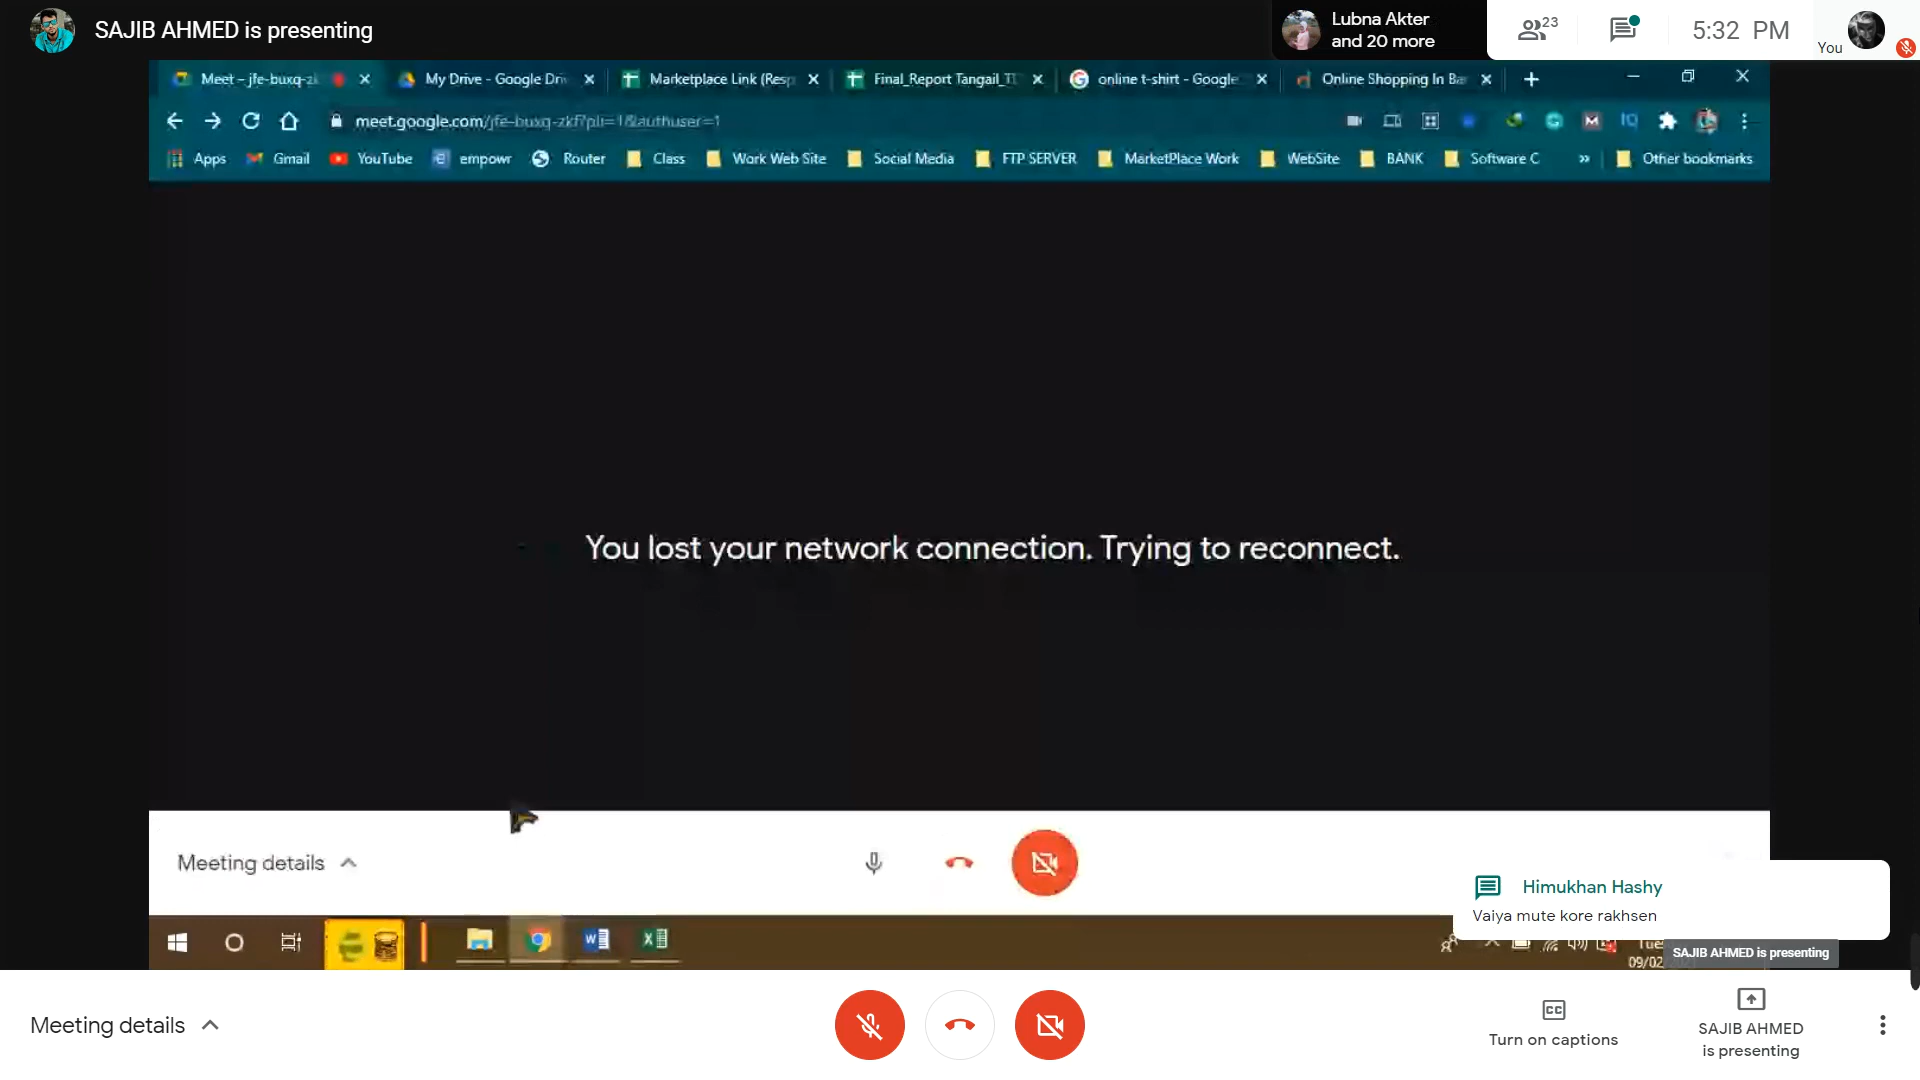 SAJIB AHMED is presenting
Lubna Akter
and 20 more
23
5:32 PM
You
Meet – jfe-buxq-zk
My Drive - Google Dri
Marketplace Link (Resp
Final_Report Tangail_T
online t-shirt - Google
Online Shopping In Ba
meet.google.com/jfe-buxq-zkf?pli=1&authuser=1
Apps
Gmail
YouTube
empowr
Router
Class
Work Web Site
Social Media
FTP SERVER
MarketPlace Work
WebSite
BANK
Software C
Other bookmarks
You lost your network connection. Trying to reconnect.
Meeting details
Himukhan Hashy
Vaiya mute kore rakhsen
Tue
09/02
SAJIB AHMED is presenting
Meeting details
CC
Turn on captions
SAJIB AHMED
is presenting